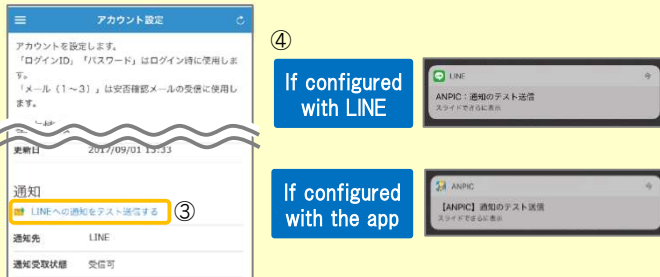 アカウント設定
アカウントを設定します。
「ログインID」「パスワード」はログイン時に使用しま
す。
「メール（1～3）」は安否確認メールの受信に使用し
ます。
更新日 2017/09/01 15:33
通知
LINEへの通知をテスト送信する ③
通知先 LINE
通知受取状態 受信可
④
If configured
with LINE
LINE 今
ANPIC：通知のテスト送信
スライドでさらに表示
If configured
with the app
ANPIC 今
【ANPIC】通知のテスト送信
スライドでさらに表示